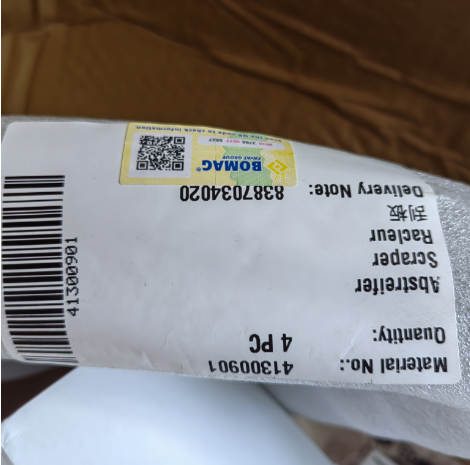 Material No.: 41300901
Quantity: 4 PC
Abstreifer
Scraper
Racleur
刮板
Delivery Note: 8387034020
BOMAG®
FAYAT GROUP
41300901